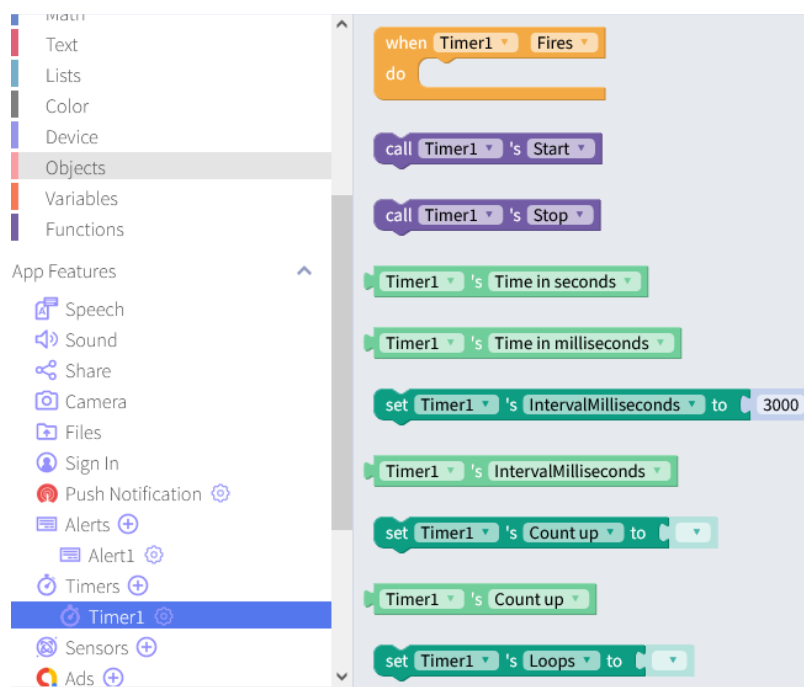 Math
Text
Lists
Color
Device
Objects
Variables
Functions
App Features
Speech
Sound
Share
Camera
Files
Sign In
Push Notification
Alerts
Alert1
Timers
Timer1
Sensors
Ads
when Timer1 Fires
do
call Timer1 's Start
call Timer1 's Stop
Timer1 's Time in seconds
Timer1 's Time in milliseconds
set Timer1 's IntervalMilliseconds to 3000
Timer1 's IntervalMilliseconds
set Timer1 's Count up to
Timer1 's Count up
set Timer1 's Loops to